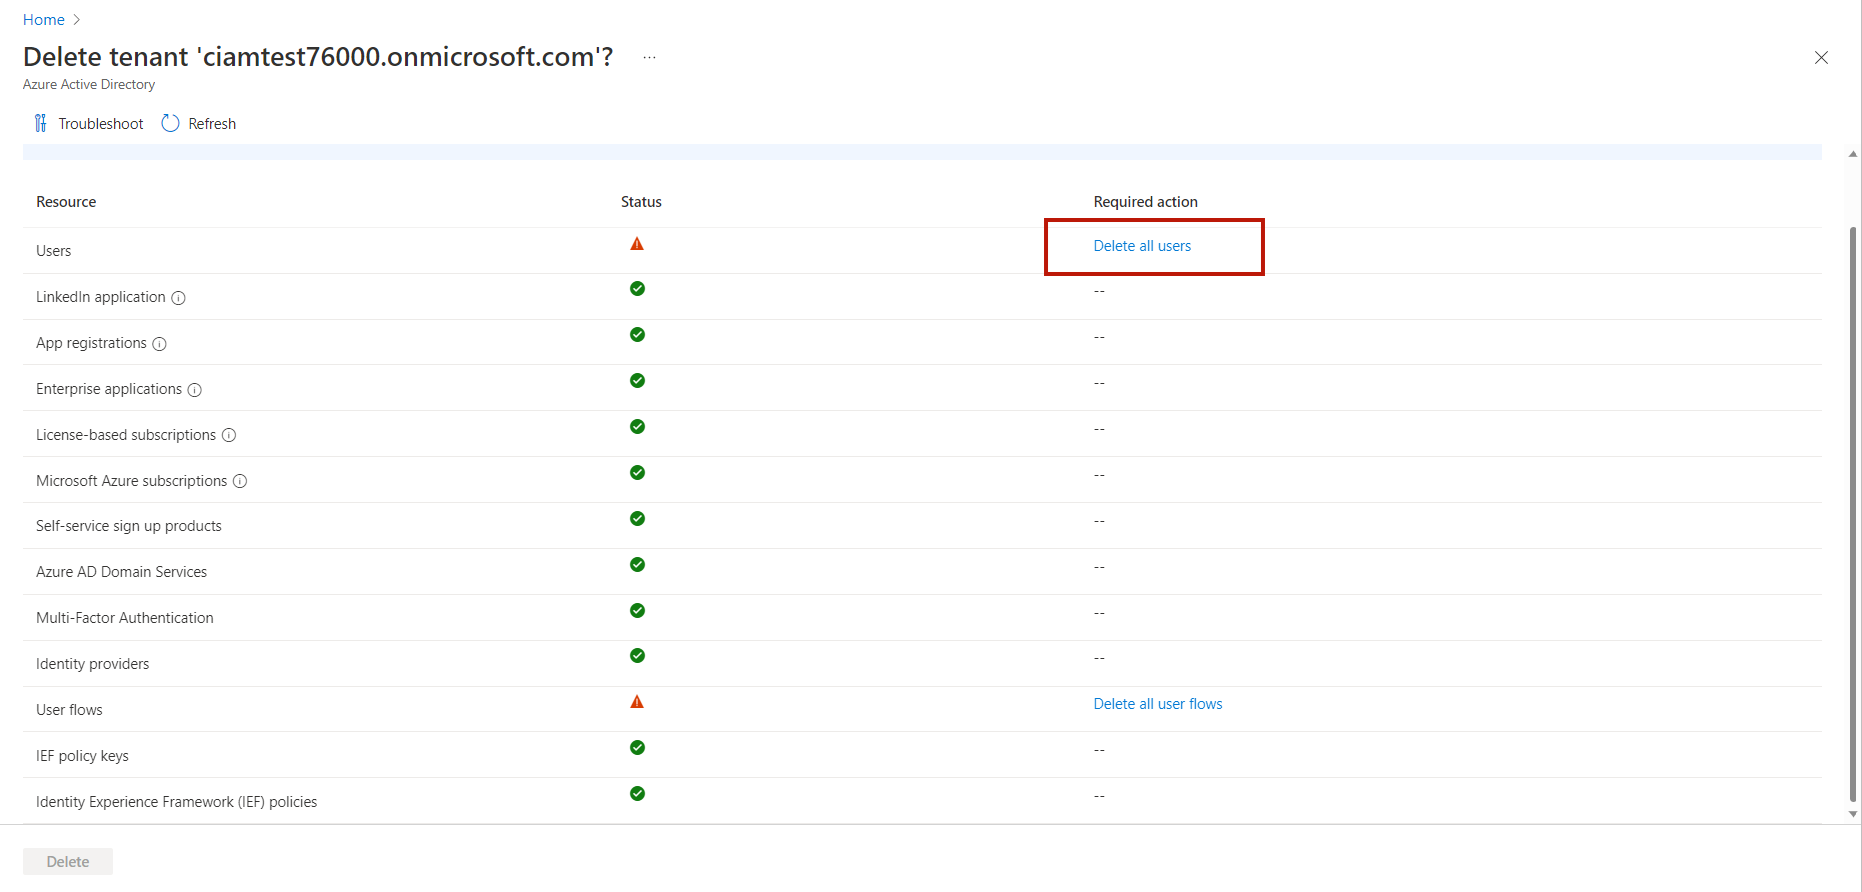 Home
Delete tenant 'ciamtest76000.onmicrosoft.com'? ...
Azure Active Directory
Troubleshoot Refresh
Resource Status Required action
Users Delete all users
LinkedIn application --
App registrations --
Enterprise applications --
License-based subscriptions --
Microsoft Azure subscriptions --
Self-service sign up products --
Azure AD Domain Services --
Multi-Factor Authentication --
Identity providers --
User flows Delete all user flows
IEF policy keys --
Identity Experience Framework (IEF) policies --
Delete